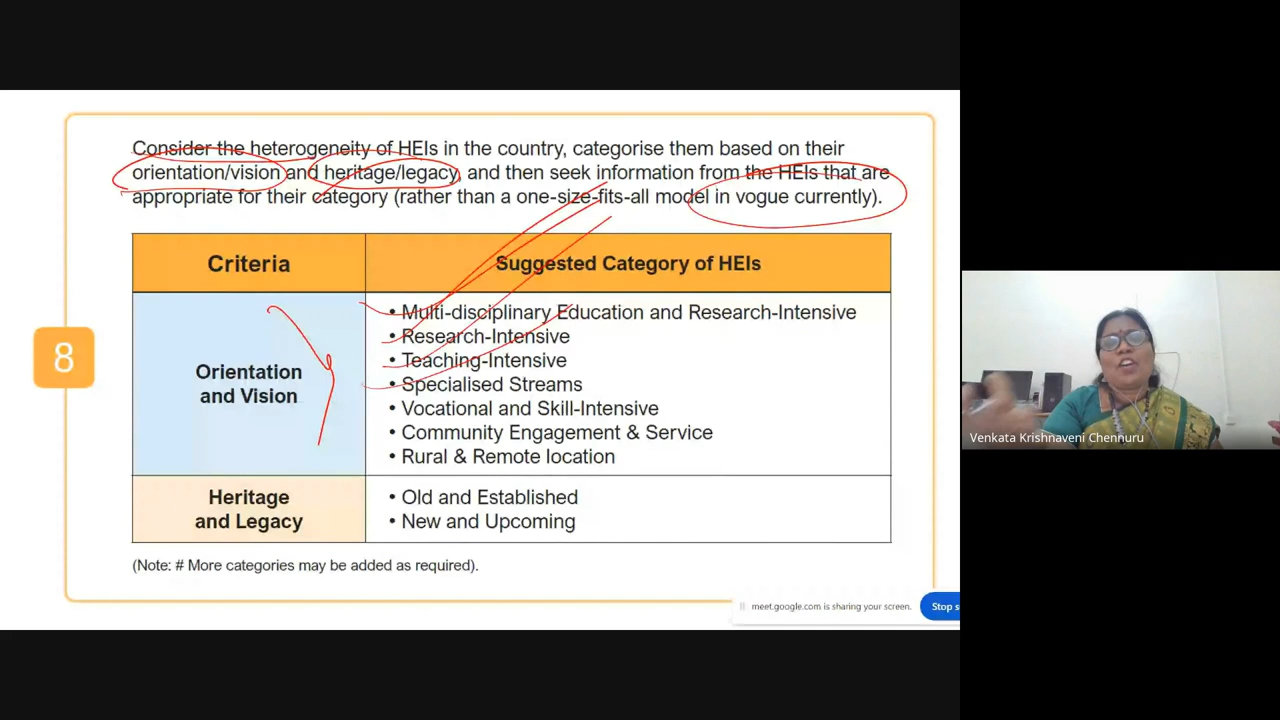 Consider the heterogeneity of HEIs in the country, categorise them based on their
orientation/vision and heritage/legacy, and then seek information from the HEIs that are
appropriate for their category (rather than a one-size-fits-all model in vogue currently).
Criteria
Suggested Category of HEIs
8
Orientation
and Vision
• Multi-disciplinary Education and Research-Intensive
• Research-Intensive
• Teaching-Intensive
• Specialised Streams
• Vocational and Skill-Intensive
• Community Engagement & Service
• Rural & Remote location
Heritage
and Legacy
• Old and Established
• New and Upcoming
(Note: # More categories may be added as required).
meet.google.com is sharing your screen.
Stop s
Venkata Krishnaveni Chennuru